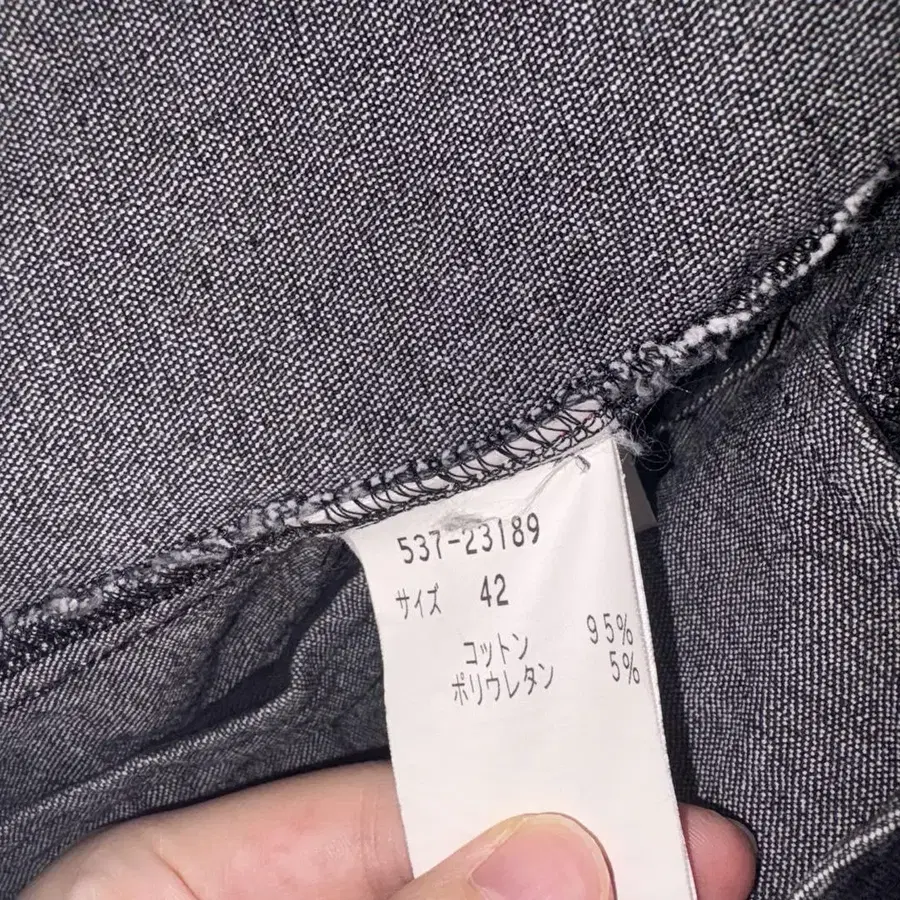 537-23189
サイズ 42
コットン 95%
ポリウレタン 5%